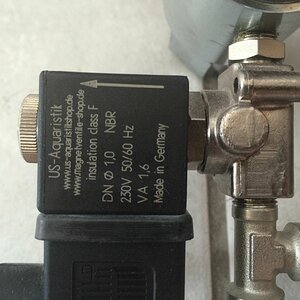 US-Aquaristik
www.us-aquaristikshop.de
www.magnetventile-shop.de
insulation class F
DN Ø 1,0 NBR
230V 50/60 Hz
VA 1,6
Made in Germany